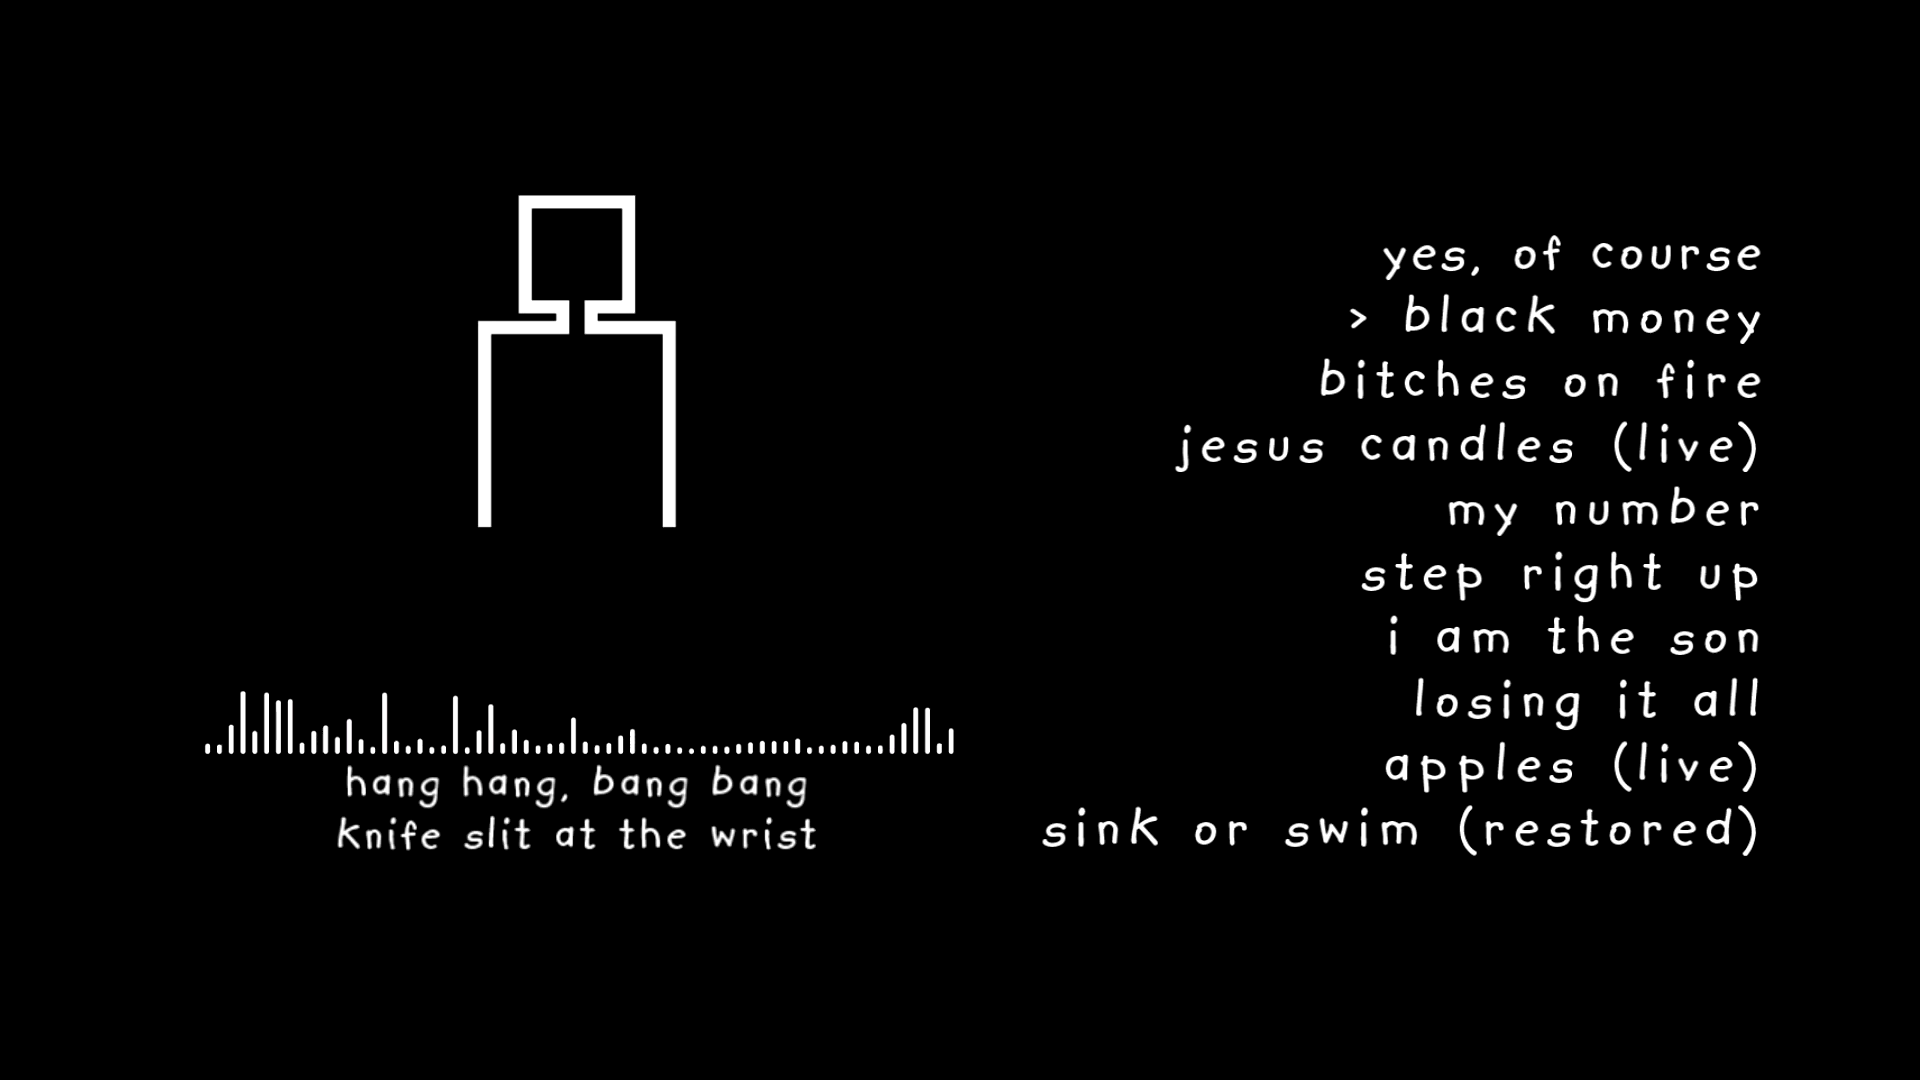 hang hang, bang bang
knife slit at the wrist
yes, of course
> black money
bitches on fire
jesus candles (live)
my number
step right up
i am the son
losing it all
apples (live)
sink or swim (restored)